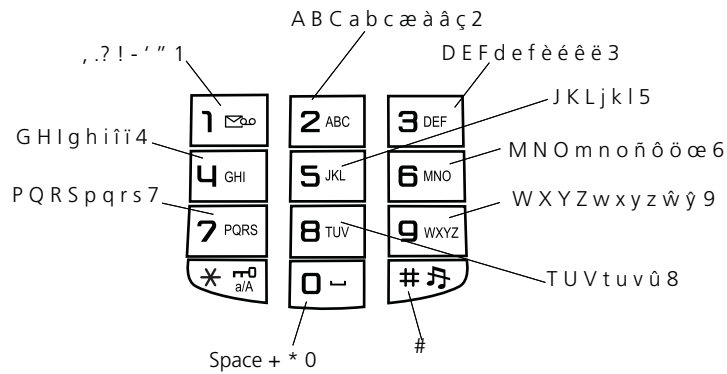 A B C a b c æ à â ç 2
, . ? ! - ‘ ” 1
D E F d e f è é ê ë 3
J K L j k l 5
G H I g h i î ï 4
M N O m n o ñ ô ö œ 6
P Q R S p q r s 7
W X Y Z w x y z ŵ ŷ 9
T U V t u v û 8
1
2 ABC
3 DEF
4 GHI
5 JKL
6 MNO
7 PQRS
8 TUV
9 WXYZ
* a/A
0
#
Space + * 0
#